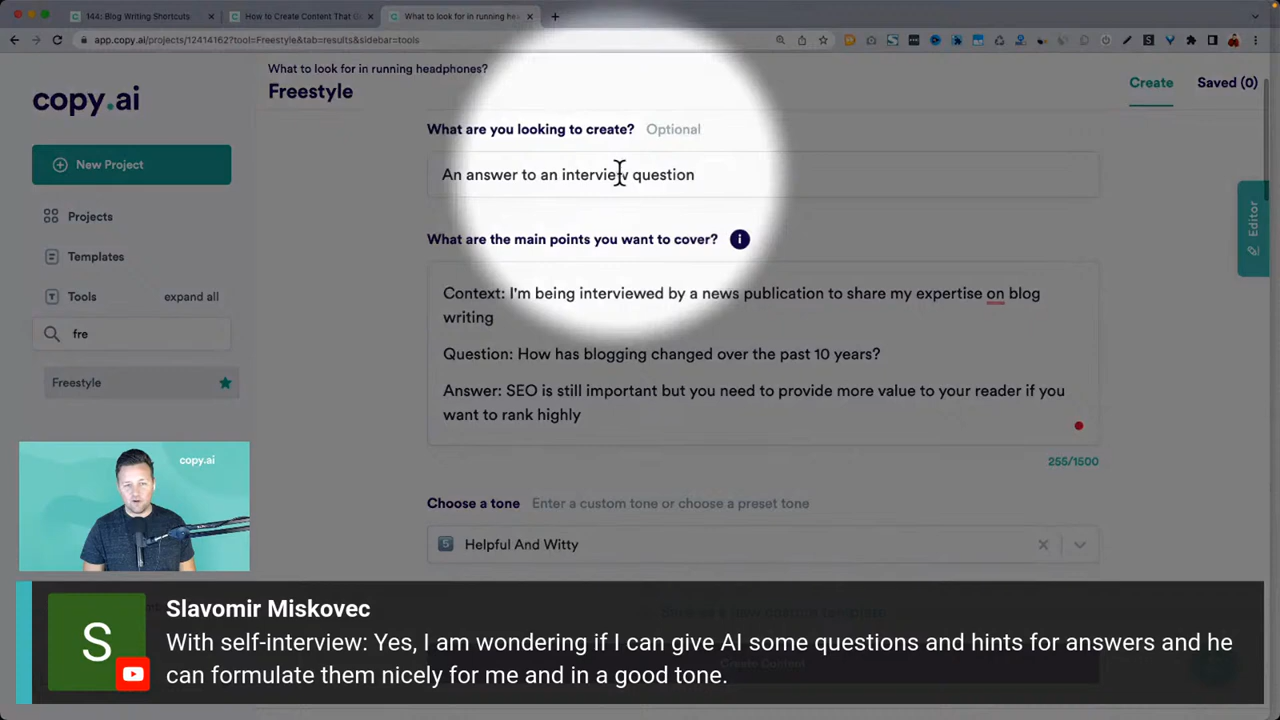 144: Blog Writing Shortcuts
How to Create Content That G
What to look for in running hea
app.copy.ai/projects/12414162?tool=Freestyle&tab=results&sidebar=tools
copy.ai
What to look for in running headphones?
Freestyle
Create
Saved (0)
New Project
What are you looking to create? Optional
An answer to an interview question
Projects
Templates
Tools
expand all
fre
Freestyle
Editor
What are the main points you want to cover?
Context: I'm being interviewed by a news publication to share my expertise on blog
writing
Question: How has blogging changed over the past 10 years?
Answer: SEO is still important but you need to provide more value to your reader if you
want to rank highly
255/1500
Choose a tone Enter a custom tone or choose a preset tone
5 Helpful And Witty
copy.ai
S
Slavomir Miskovec
With self-interview: Yes, I am wondering if I can give AI some questions and hints for answers and he
can formulate them nicely for me and in a good tone.
Create Content